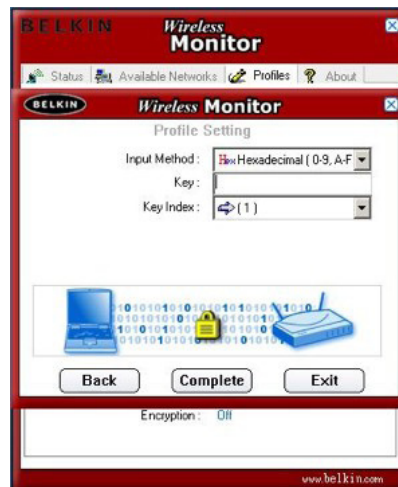 BELKIN Wireless Monitor
Status Available Networks Profiles About
BELKIN Wireless Monitor
Profile Setting
Input Method : Hex Hexadecimal ( 0-9, A-F
Key :
Key Index : ( 1 )
Back Complete Exit
Encryption : Off
www.belkin.com